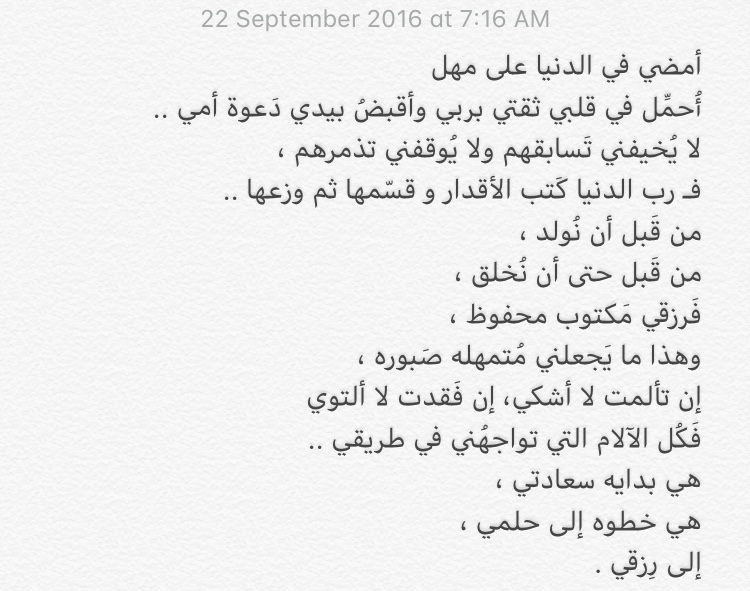 22 September 2016 at 7:16 AM
أمضي في الدنيا على مهل
أُحمِّل في قلبي ثقتي بربي وأقبضُ بيدي دَعوة أمي ..
لا يُخيفني تَسابقهم ولا يُوقفني تذمرهم ،
فـ رب الدنيا كَتب الأقدار و قسّمها ثم وزعها ..
من قَبل أن نُولد ،
من قَبل حتى أن نُخلق ،
فَرزقي مَكتوب محفوظ ،
وهذا ما يَجعلني مُتمهله صَبوره ،
إن تألمت لا أشكي، إن فَقدت لا ألتوي
فَكُل الآلام التي تواجهُني في طريقي ..
هي بدايه سعادتي ،
هي خطوه إلى حلمي ،
إلى رِزقي .